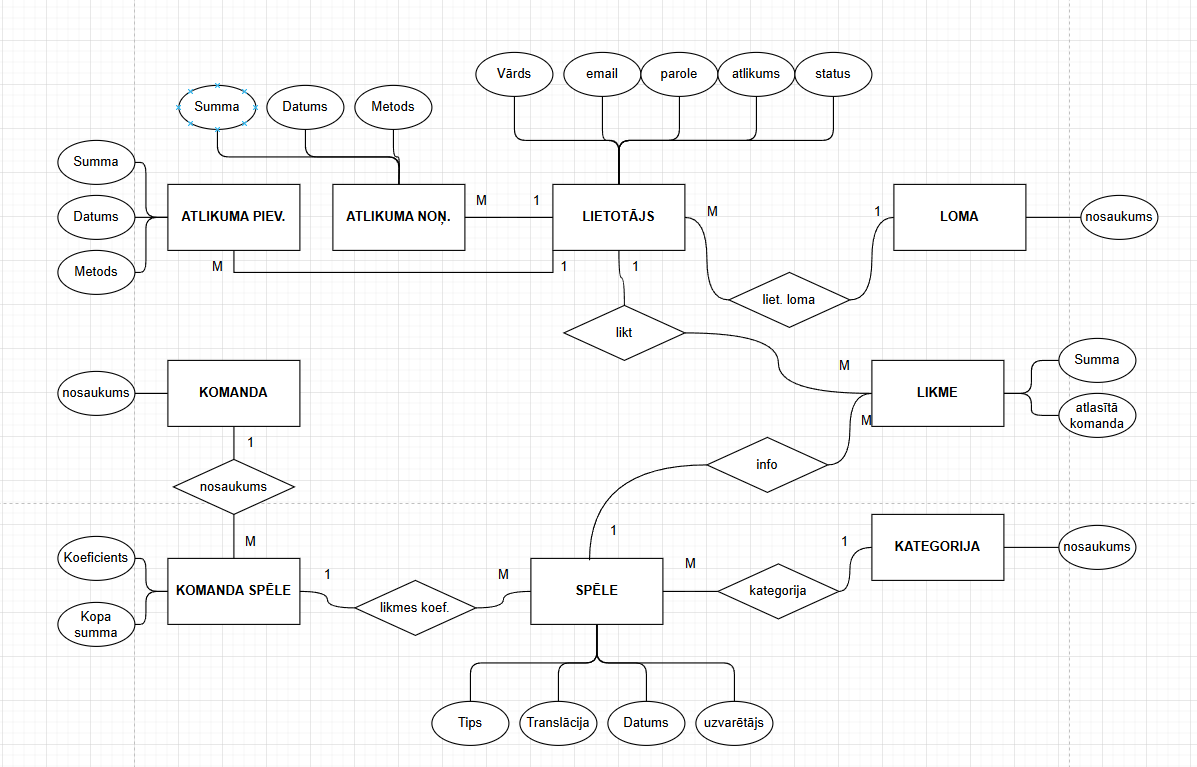 Vārds
email
parole
atlikums
status
Summa
Datums
Metods
Summa
Datums
Metods
ATLIKUMA PIEV.
ATLIKUMA NOŅ.
M
1
LIETOTĀJS
M
1
LOMA
nosaukums
M
1
1
liet. loma
likt
M
nosaukums
KOMANDA
LIKME
Summa
atlasītā
komanda
M
1
info
nosaukums
1
M
1
M
KATEGORIJA
nosaukums
Koeficients
Kopa
summa
KOMANDA SPĒLE
1
likmes koef.
M
SPĒLE
kategorija
Tips
Translācija
Datums
uzvarētājs